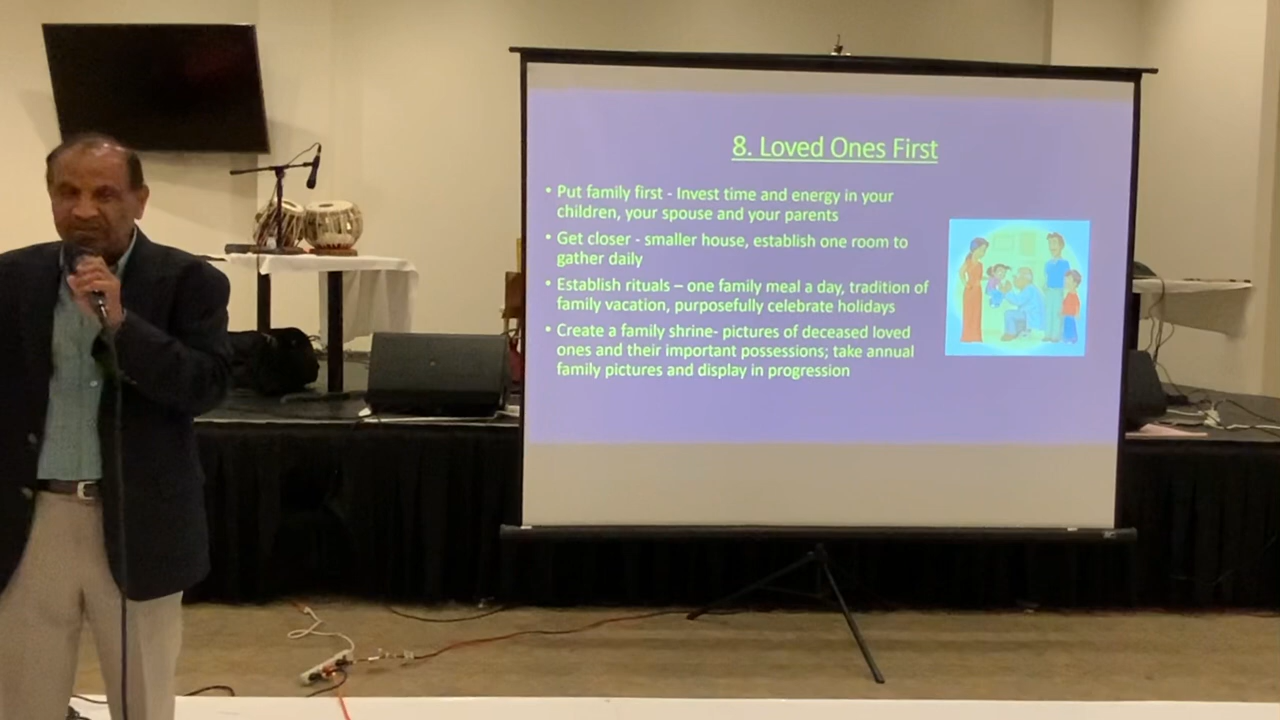 8. Loved Ones First
• Put family first - Invest time and energy in your
children, your spouse and your parents
• Get closer - smaller house, establish one room to
gather daily
• Establish rituals – one family meal a day, tradition of
family vacation, purposefully celebrate holidays
• Create a family shrine- pictures of deceased loved
ones and their important possessions; take annual
family pictures and display in progression